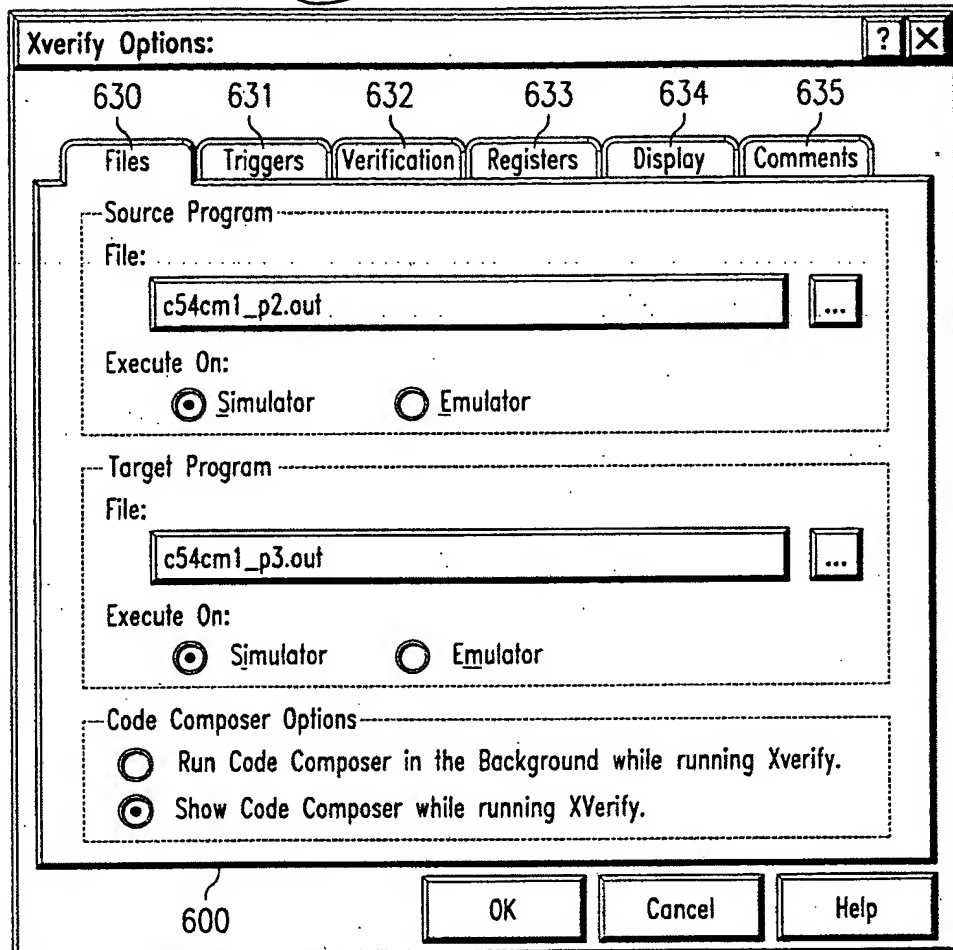 Xverify Options: ? X
630 631 632 633 634 635
Files Triggers Verification Registers Display Comments
Source Program
File:
c54cm1_p2.out ...
Execute On:
Simulator Emulator
Target Program
File:
c54cm1_p3.out ...
Execute On:
Simulator Emulator
Code Composer Options
Run Code Composer in the Background while running Xverify.
Show Code Composer while running XVerify.
600
OK Cancel Help